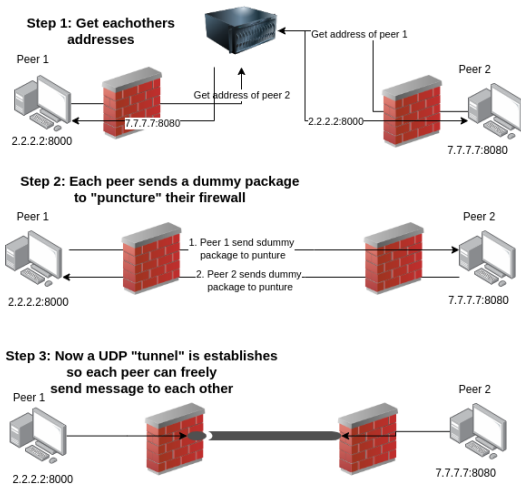 Step 1: Get eachothers
addresses
Get address of peer 1
Peer 1
Peer 2
Get address of peer 2
7.7.7.7:8080
2.2.2.2:8000
2.2.2.2:8000
7.7.7.7:8080
Step 2: Each peer sends a dummy package
to "puncture" their firewall
Peer 1
Peer 2
1. Peer 1 send sdummy
package to punture
2. Peer 2 sends dummy
package to punture
2.2.2.2:8000
7.7.7.7:8080
Step 3: Now a UDP "tunnel" is establishes
so each peer can freely
send message to each other
Peer 1
Peer 2
2.2.2.2:8000
7.7.7.7:8080